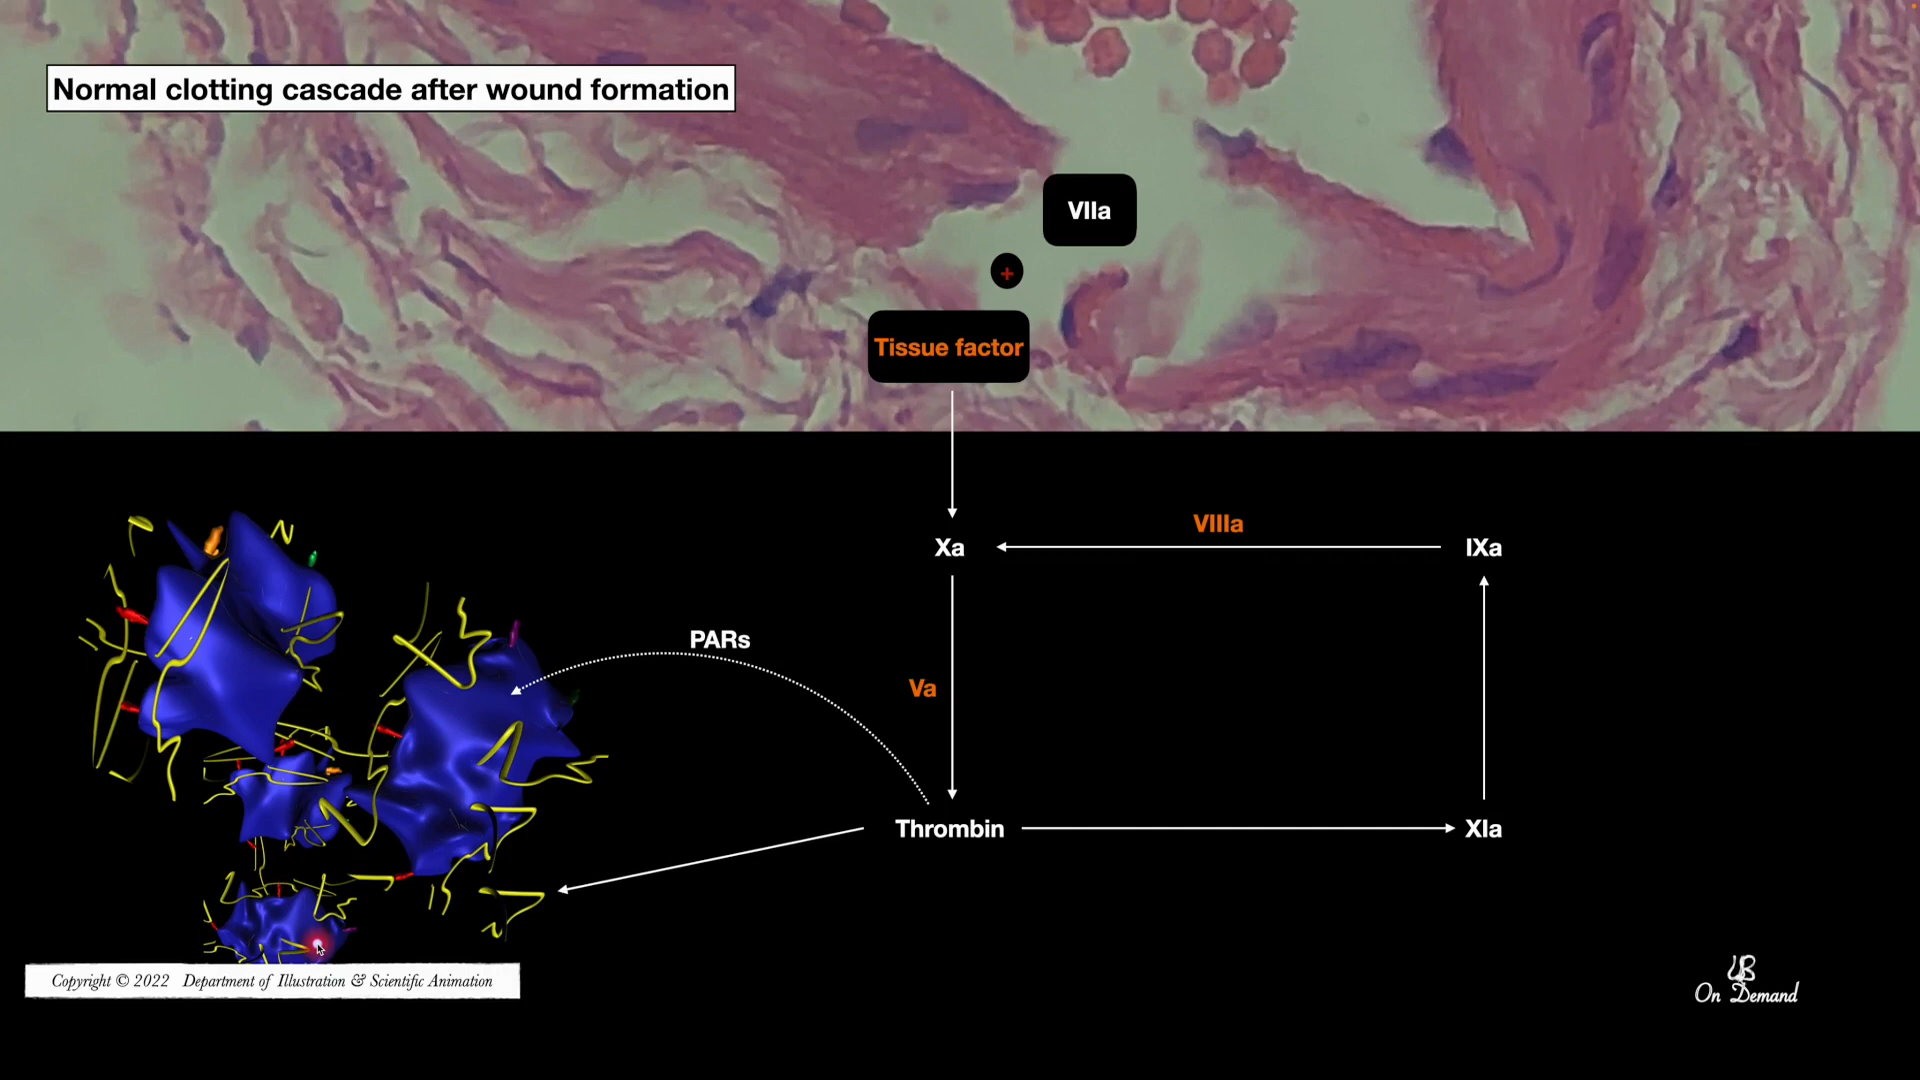 Normal clotting cascade after wound formation
VIIa
+
Tissue factor
VIIIa
Xa
IXa
PARs
Va
Thrombin
XIa
Copyright © 2022 Department of Illustration & Scientific Animation
On Demand